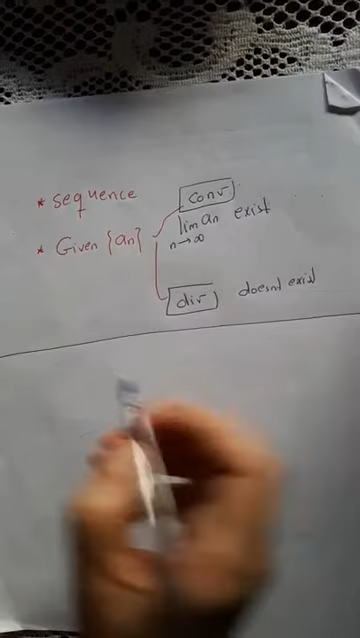 * sequence
conv
* Given {an} lim an exist
n→∞
div doesnt exist